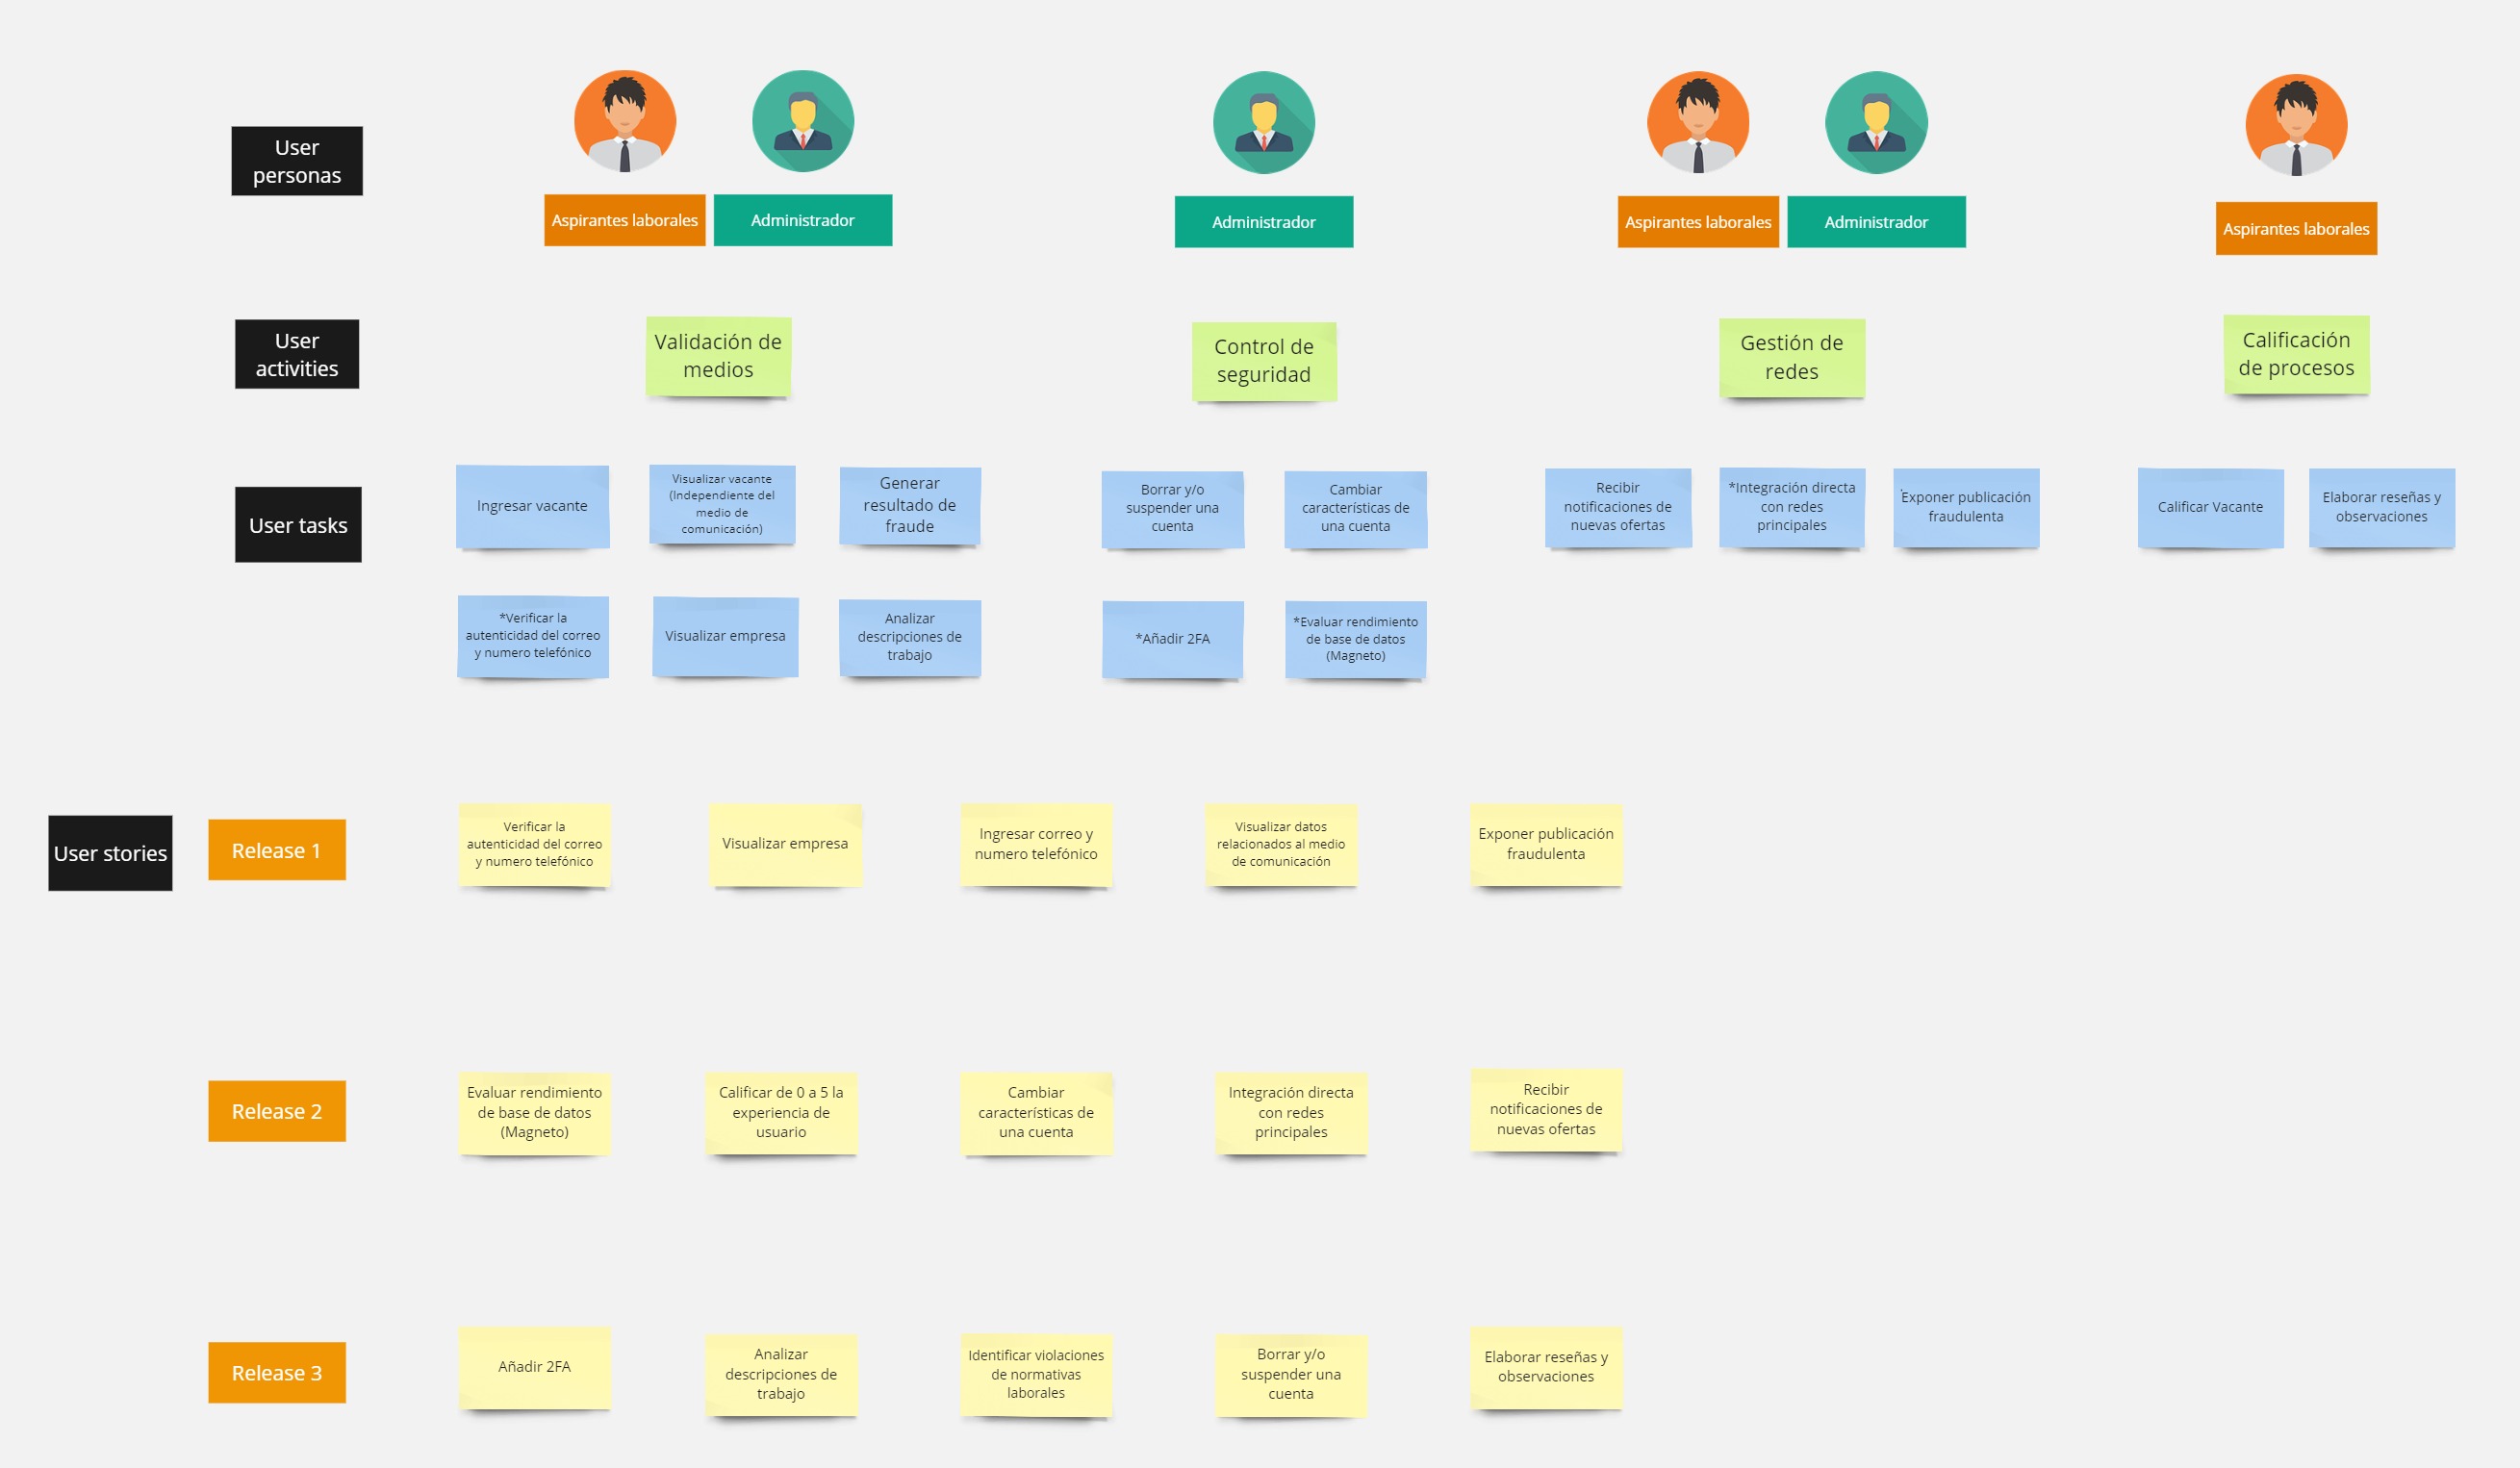 User
personas
Aspirantes laborales
Administrador
Administrador
Aspirantes laborales
Administrador
Aspirantes laborales
User
activities
Validación de
medios
Control de
seguridad
Gestión de
redes
Calificación
de procesos
User tasks
Ingresar vacante
Visualizar vacante
(Independiente del
medio de
comunicación)
Generar
resultado de
fraude
Borrar y/o
suspender una
cuenta
Cambiar
características de
una cuenta
Recibir
notificaciones de
nuevas ofertas
*Integración directa
con redes
principales
Exponer publicación
fraudulenta
Calificar Vacante
Elaborar reseñas y
observaciones
*Verificar la
autenticidad del correo
y numero telefónico
Visualizar empresa
Analizar
descripciones de
trabajo
*Añadir 2FA
*Evaluar rendimiento
de base de datos
(Magneto)
User stories
Release 1
Verificar la
autenticidad del correo
y numero telefónico
Visualizar empresa
Ingresar correo y
numero telefónico
Visualizar datos
relacionados al medio
de comunicación
Exponer publicación
fraudulenta
Release 2
Evaluar rendimiento
de base de datos
(Magneto)
Calificar de 0 a 5 la
experiencia de
usuario
Cambiar
características de
una cuenta
Integración directa
con redes
principales
Recibir
notificaciones de
nuevas ofertas
Release 3
Añadir 2FA
Analizar
descripciones de
trabajo
Identificar violaciones
de normativas
laborales
Borrar y/o
suspender una
cuenta
Elaborar reseñas y
observaciones